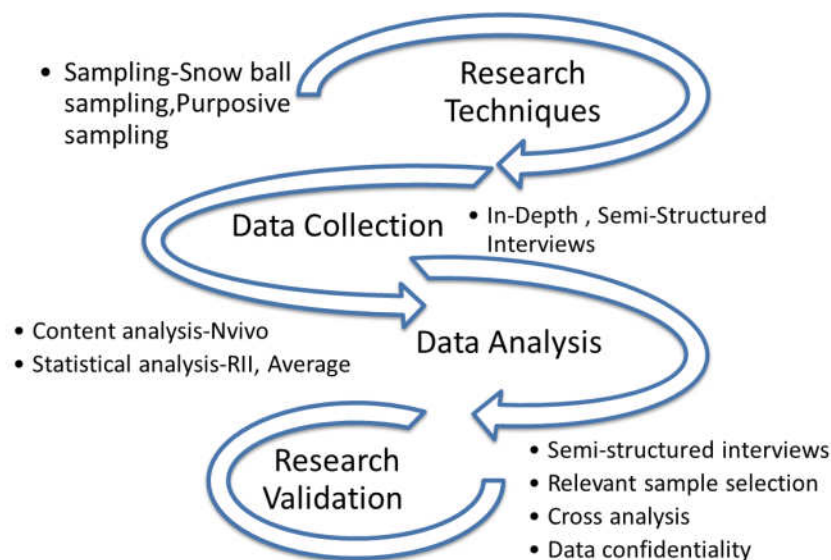 • Sampling-Snow ball
sampling,Purposive
sampling
Research
Techniques
Data Collection
• In-Depth , Semi-Structured
Interviews
• Content analysis-Nvivo
• Statistical analysis-RII, Average
Data Analysis
Research
Validation
• Semi-structured interviews
• Relevant sample selection
• Cross analysis
• Data confidentiality